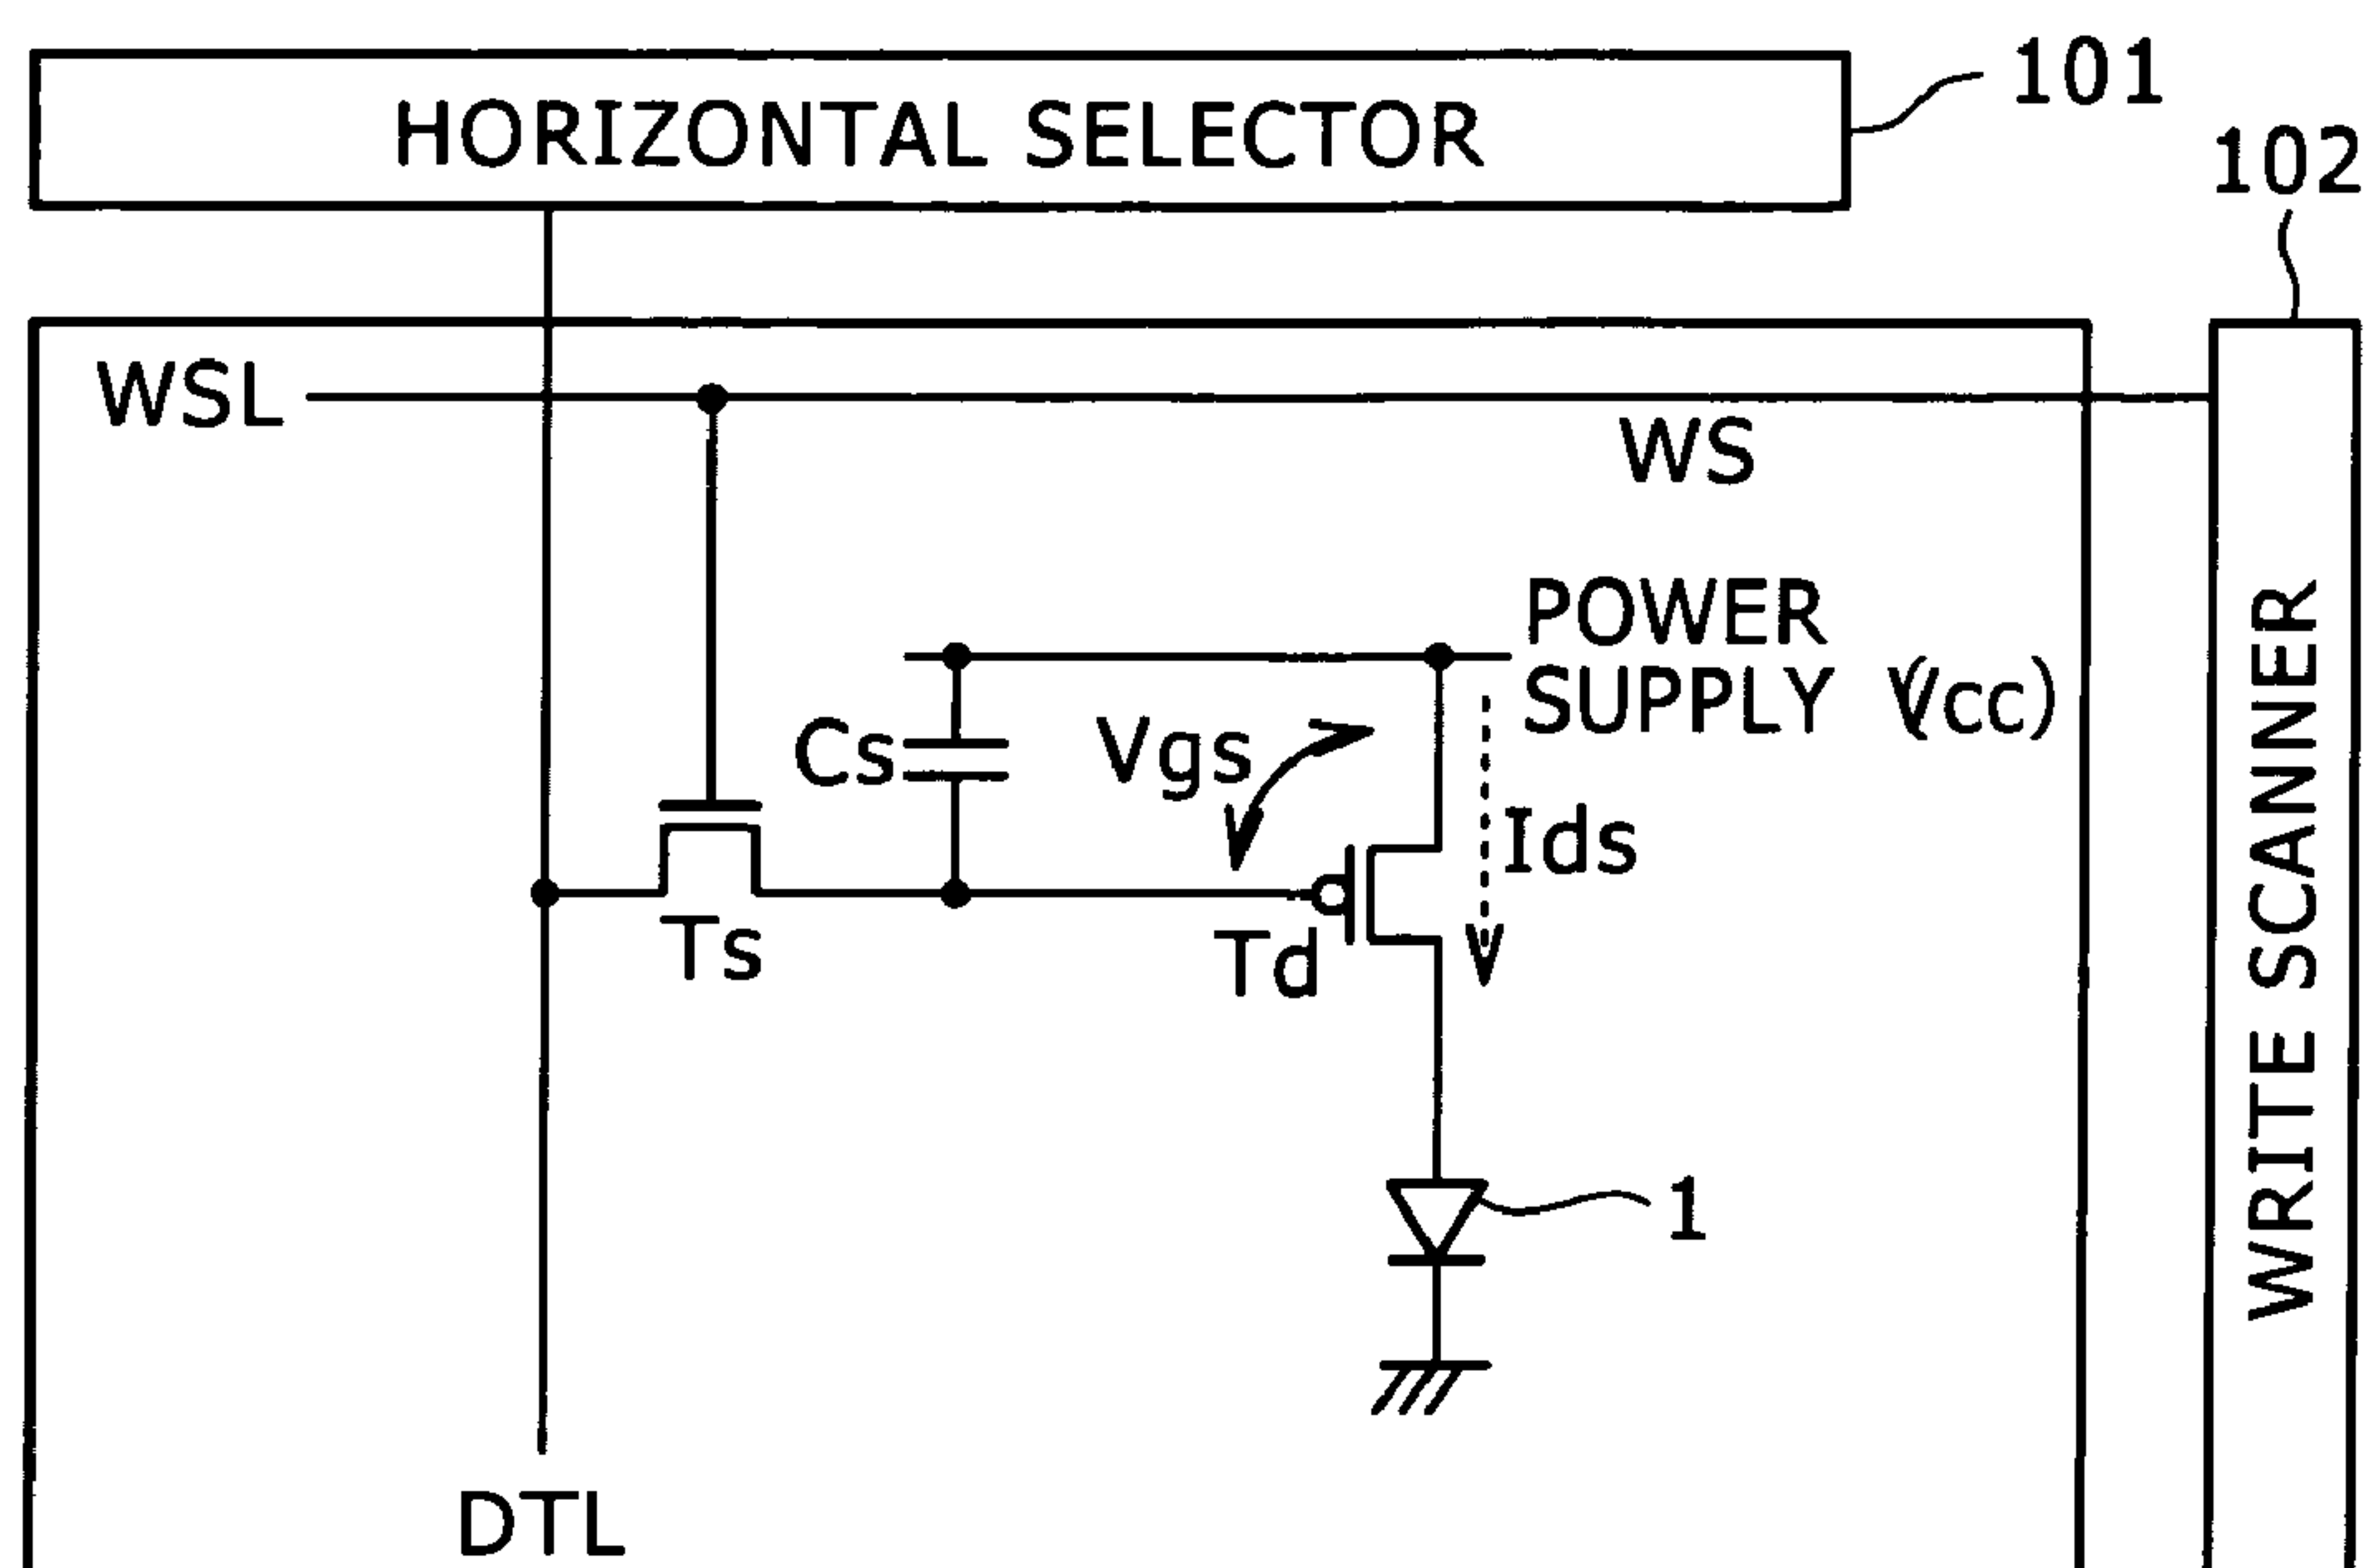 HORIZONTAL SELECTOR
101
102
WSL
WS
POWER
SUPPLY (Vcc)
Cs
Vgs
Ids
Ts
Td
WRITE SCANNER
1
DTL